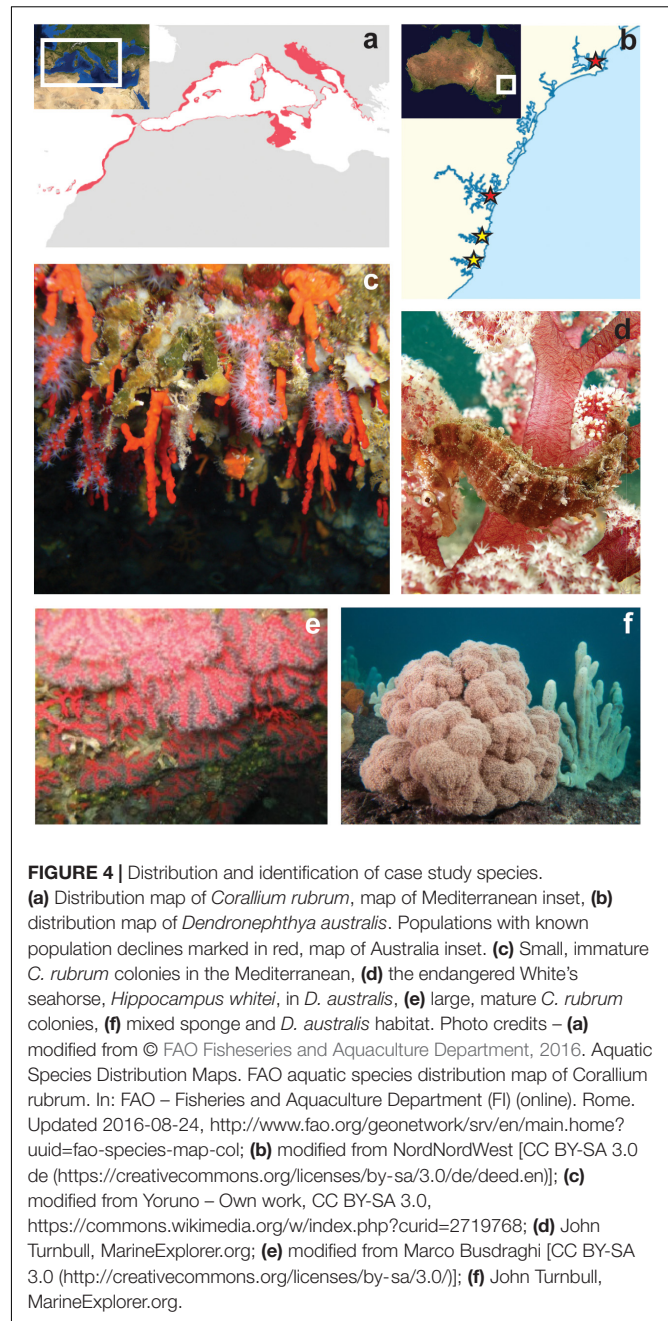 a
b
c
d
e
f
FIGURE 4 | Distribution and identification of case study species.
(a) Distribution map of Corallium rubrum, map of Mediterranean inset, (b)
distribution map of Dendronephthya australis. Populations with known
population declines marked in red, map of Australia inset. (c) Small, immature
C. rubrum colonies in the Mediterranean, (d) the endangered White's
seahorse, Hippocampus whitei, in D. australis, (e) large, mature C. rubrum
colonies, (f) mixed sponge and D. australis habitat. Photo credits – (a)
modified from © FAO Fisheseries and Aquaculture Department, 2016. Aquatic
Species Distribution Maps. FAO aquatic species distribution map of Corallium
rubrum. In: FAO – Fisheries and Aquaculture Department (FI) (online). Rome.
Updated 2016-08-24, http://www.fao.org/geonetwork/srv/en/main.home?
uuid=fao-species-map-col; (b) modified from NordNordWest [CC BY-SA 3.0
de (https://creativecommons.org/licenses/by-sa/3.0/de/deed.en)]; (c)
modified from Yoruno – Own work, CC BY-SA 3.0,
https://commons.wikimedia.org/w/index.php?curid=2719768; (d) John
Turnbull, MarineExplorer.org; (e) modified from Marco Busdraghi [CC BY-SA
3.0 (http://creativecommons.org/licenses/by-sa/3.0/)]; (f) John Turnbull,
MarineExplorer.org.